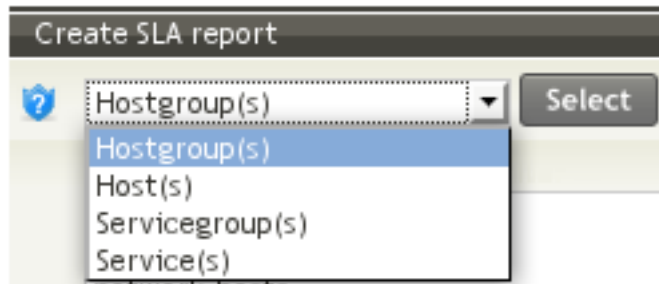 Create SLA report
Hostgroup(s)
Select
Hostgroup(s)
Host(s)
Servicegroup(s)
Service(s)